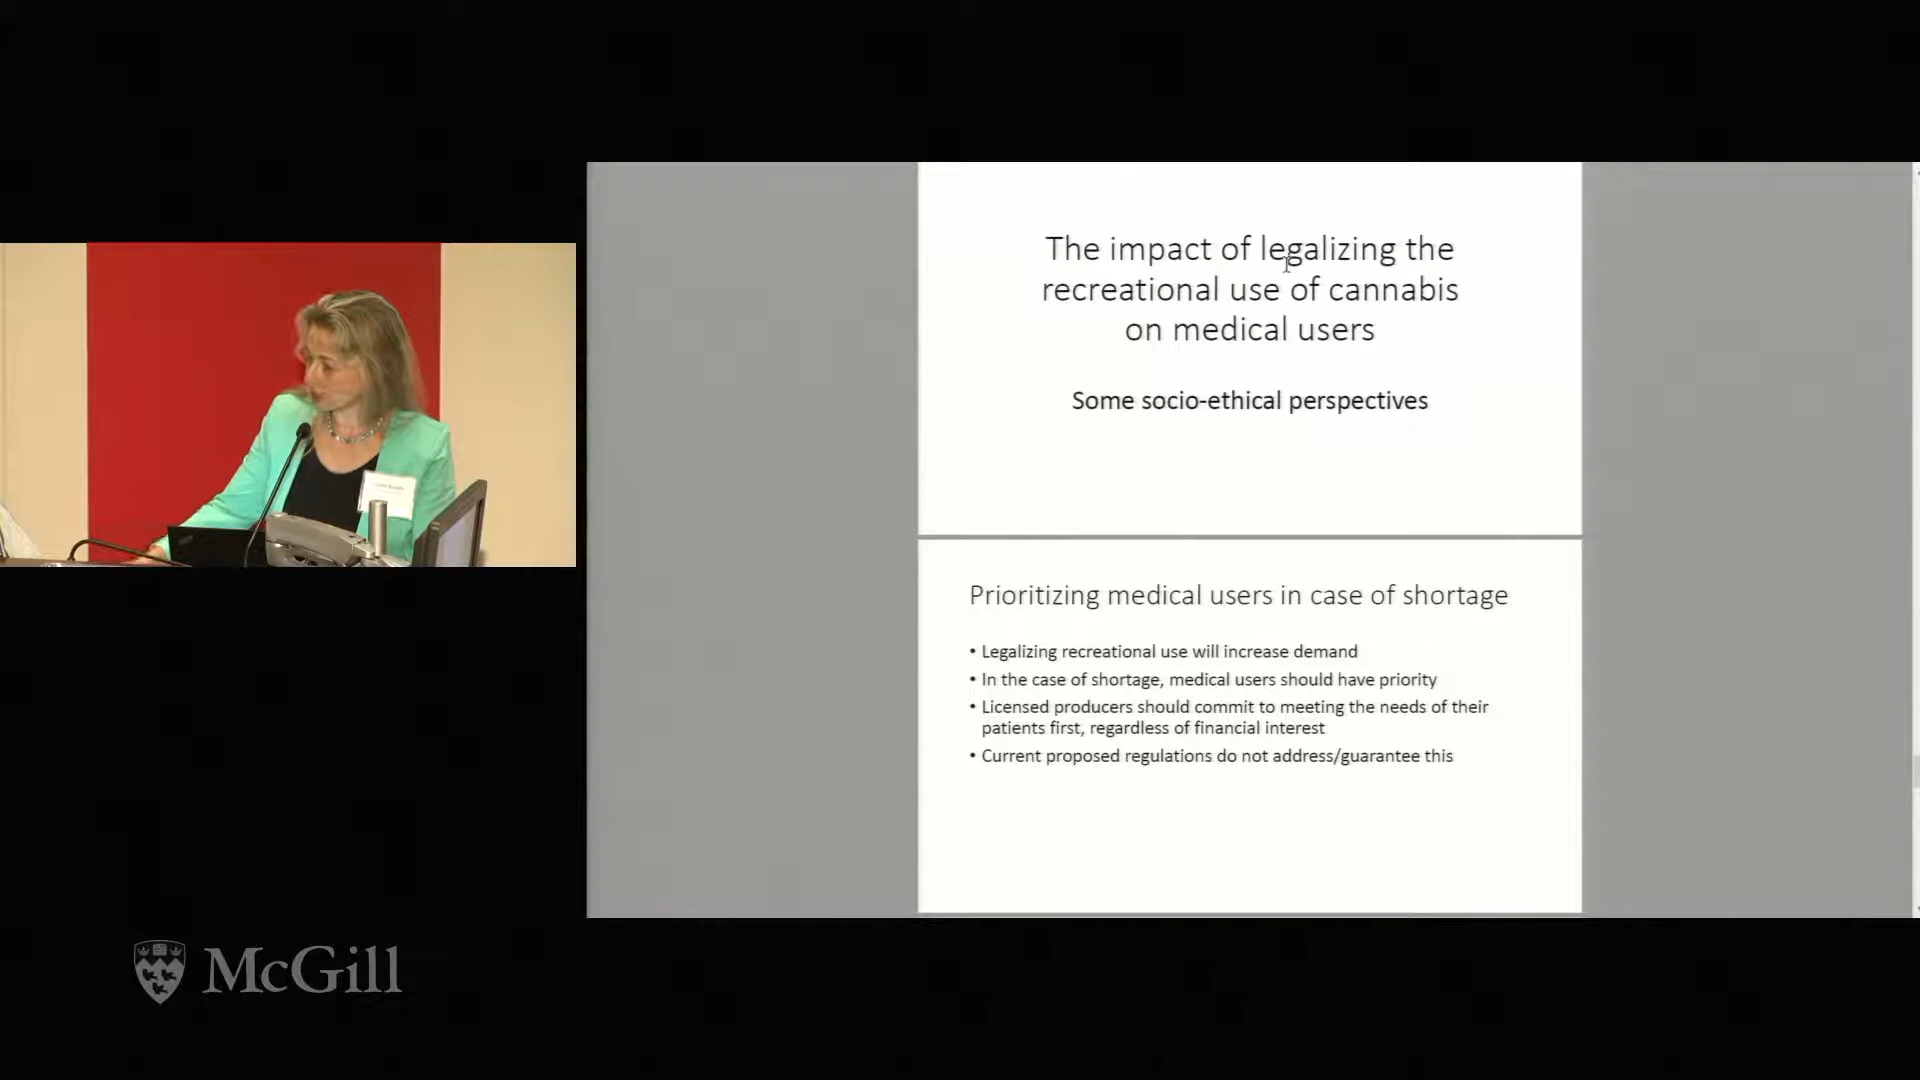 The impact of legalizing the
recreational use of cannabis
on medical users
Some socio-ethical perspectives
Prioritizing medical users in case of shortage
• Legalizing recreational use will increase demand
• In the case of shortage, medical users should have priority
• Licensed producers should commit to meeting the needs of their
patients first, regardless of financial interest
• Current proposed regulations do not address/guarantee this
McGill